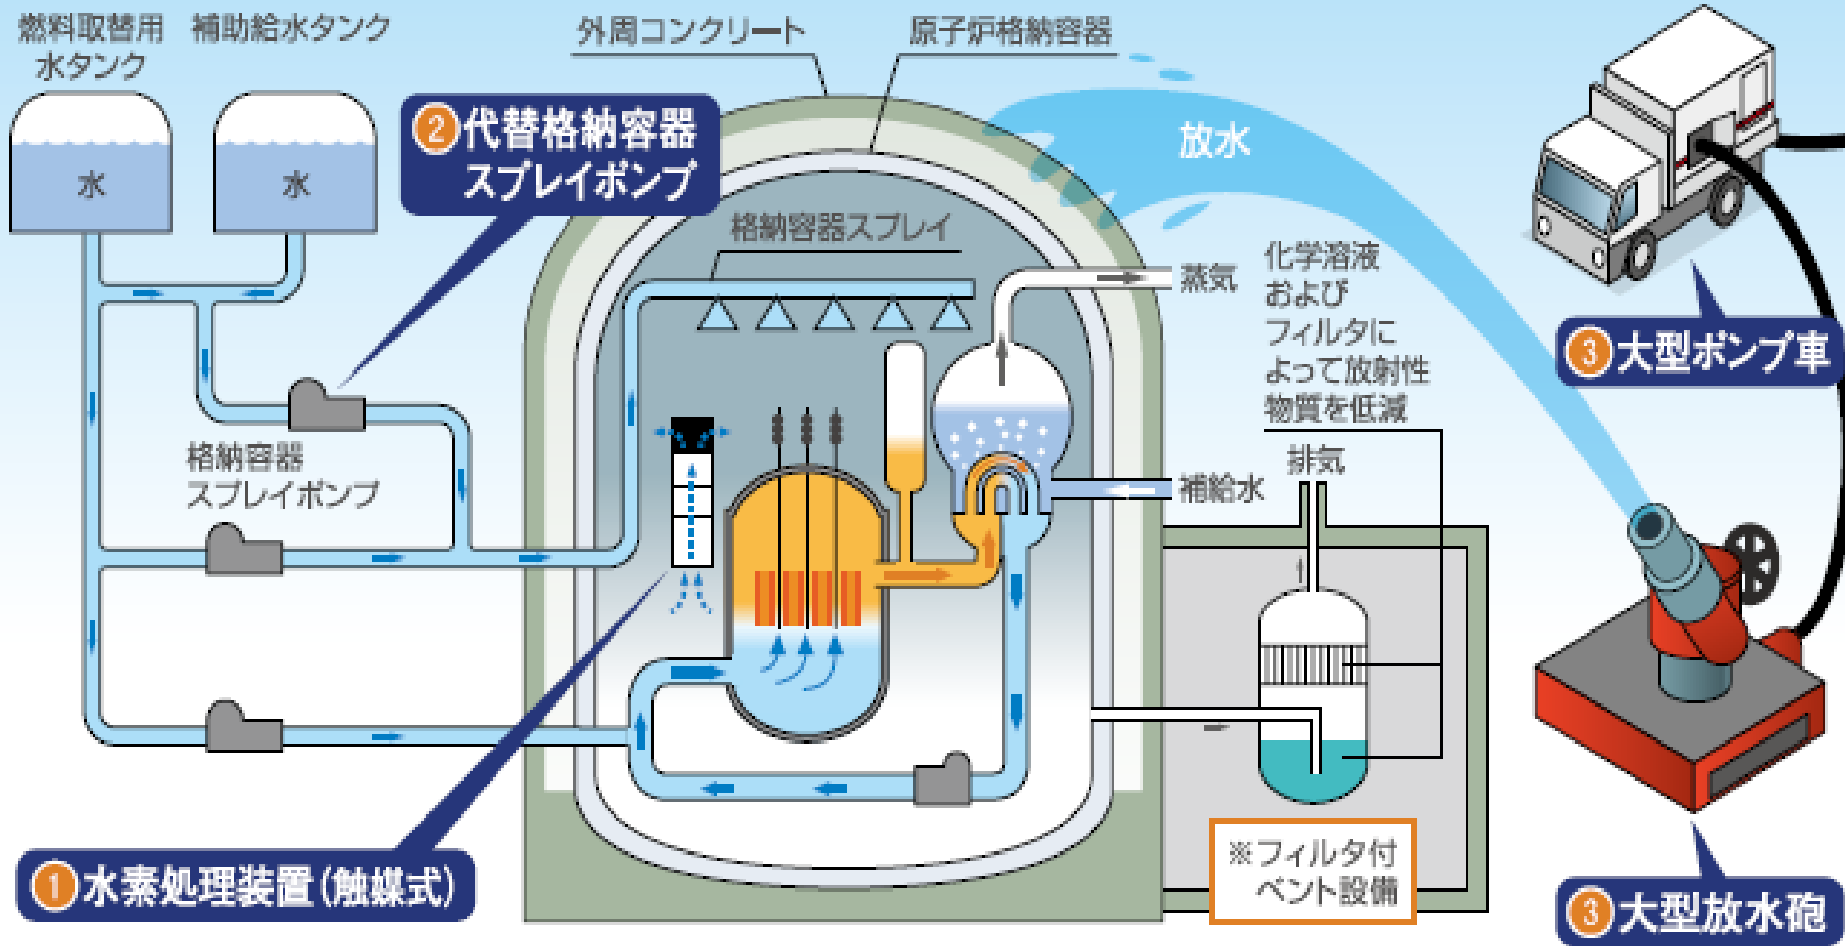 燃料取替用
水タンク
補助給水タンク
外周コンクリート
原子炉格納容器
②代替格納容器
スプレイポンプ
放水
水
水
格納容器スプレイ
蒸気
化学溶液
および
フィルタに
よって放射性
物質を低減
③大型ポンプ車
格納容器
スプレイポンプ
排気
補給水
①水素処理装置(触媒式)
※フィルタ付
ベント設備
③大型放水砲